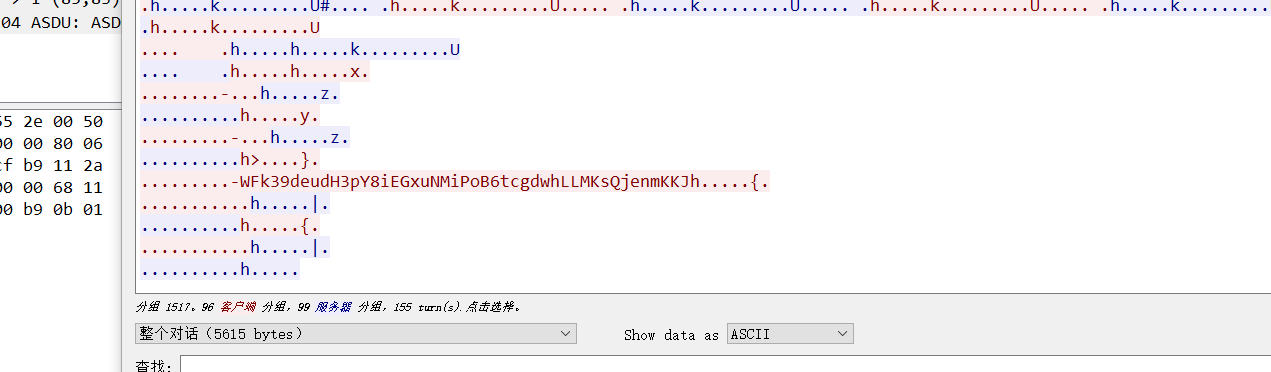 .h.....k.........U#.... .h.....k.........U..... .h.....k.........U..... .h.....k.........U..... .h.....k.........
04 ASDU: ASD
.h.....k.........U
.... .h.....h.....k.........U
.... .h.....h.....x.
........-...h.....z.
..........h.....y.
.........-...h.....z.
..........h>....}.
.........-WFk39deudH3pY8iEGxuNMiPoB6tcgdwhLLMKsQjenmKKJh.....{.
...........h.....|.
..........h.....{.
...........h.....|.
..........h.....
55 2e 00 50
00 00 80 06
cf b9 11 2a
00 00 68 11
00 b9 0b 01
分组 1517。96 客户端 分组，99 服务器 分组，155 turn(s).点击选择。
整个对话（5615 bytes）
Show data as ASCII
查找: